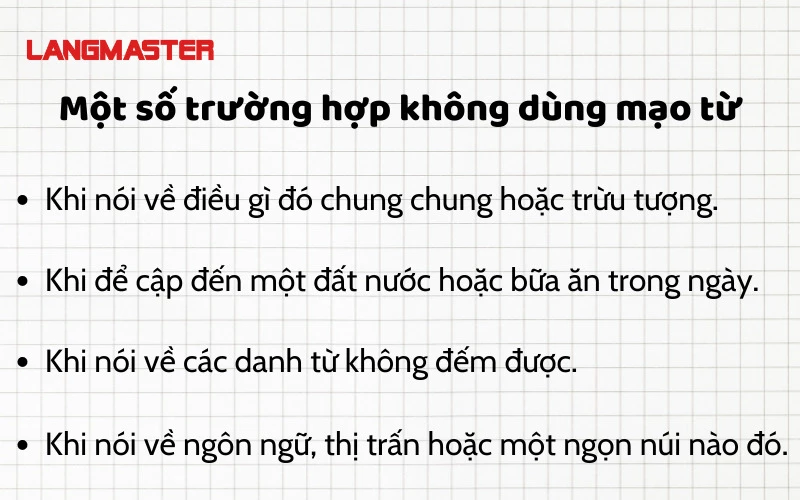 LANGMASTER
Một số trường hợp không dùng mạo từ
• Khi nói về điều gì đó chung chung hoặc trừu tượng.
• Khi để cập đến một đất nước hoặc bữa ăn trong ngày.
• Khi nói về các danh từ không đếm được.
• Khi nói về ngôn ngữ, thị trấn hoặc một ngọn núi nào đó.